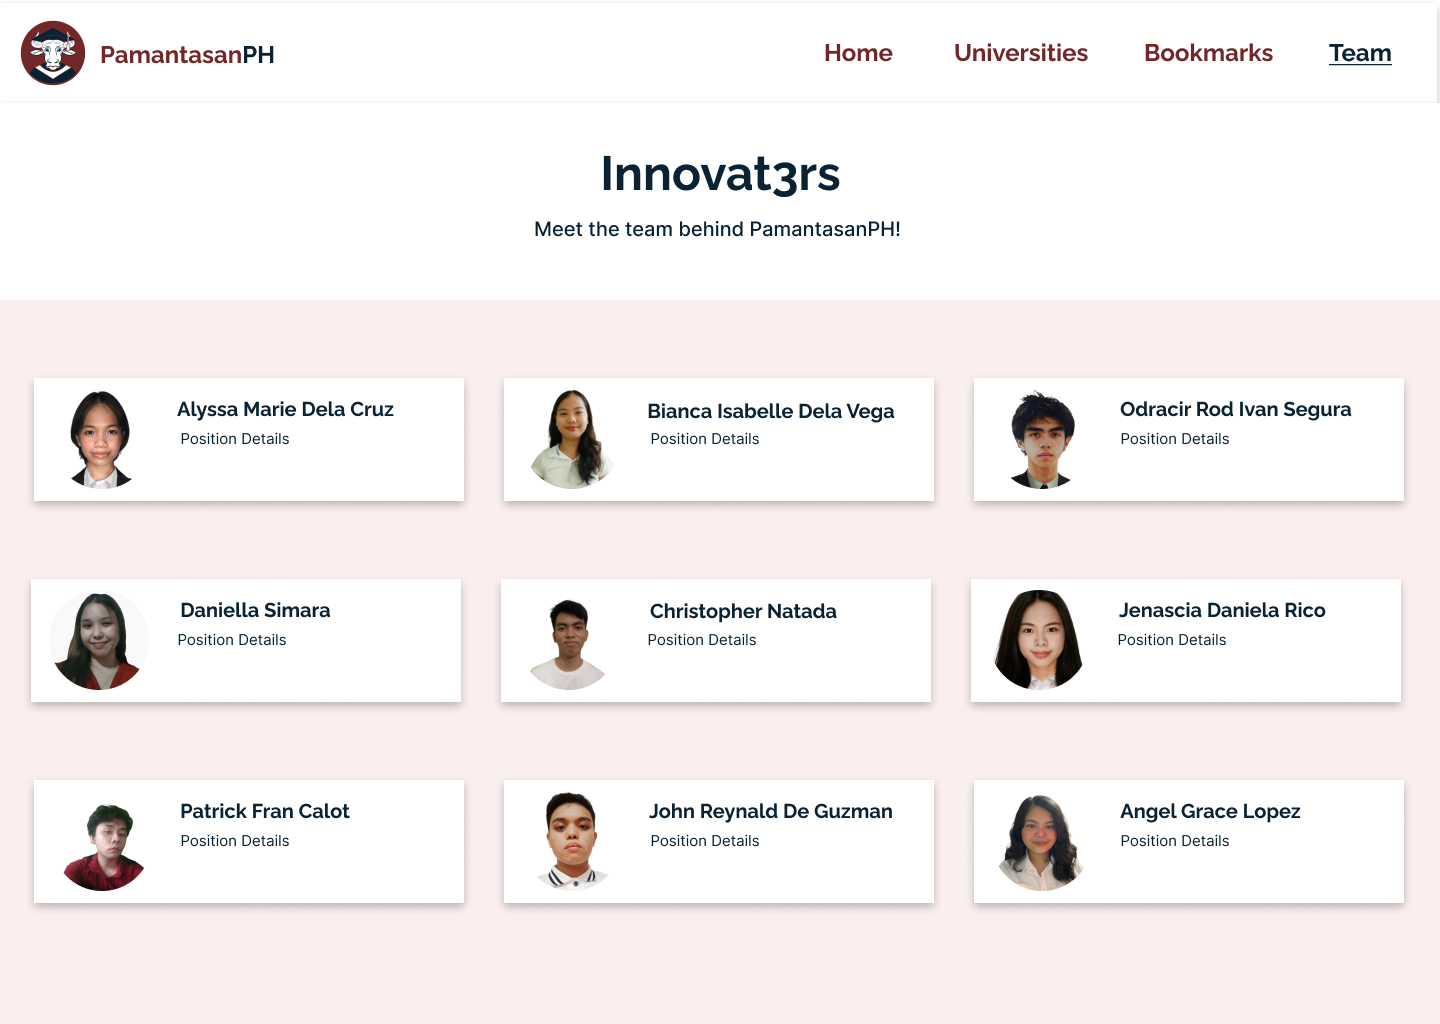 PamantasanPH
Home Universities Bookmarks Team
Innovat3rs
Meet the team behind PamantasanPH!
Alyssa Marie Dela Cruz
Position Details
Bianca Isabelle Dela Vega
Position Details
Odracir Rod Ivan Segura
Position Details
Daniella Simara
Position Details
Christopher Natada
Position Details
Jenascia Daniela Rico
Position Details
Patrick Fran Calot
Position Details
John Reynald De Guzman
Position Details
Angel Grace Lopez
Position Details